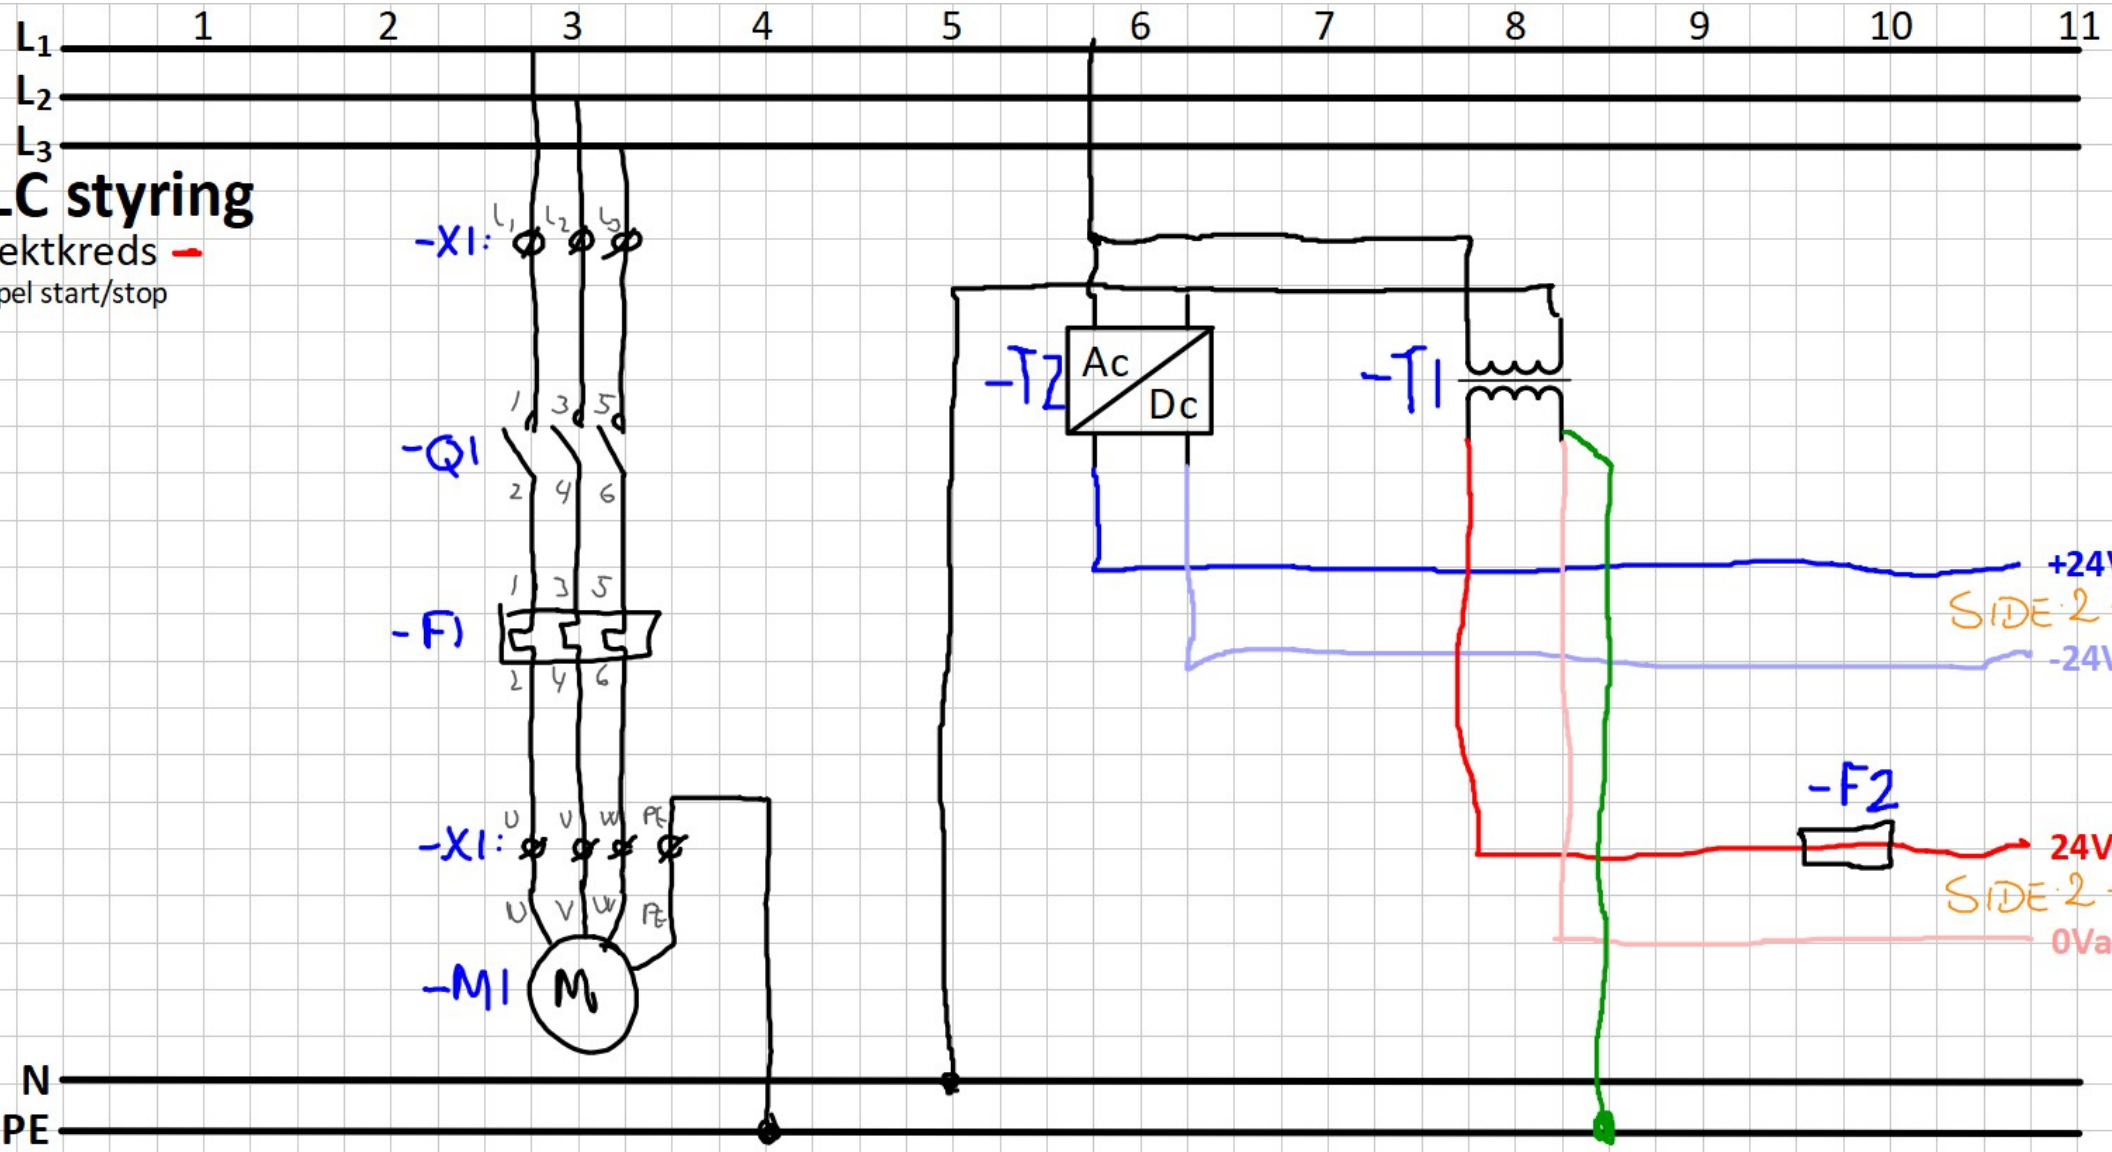 1 2 3 4 5 6 7 8 9 10 11
L1
L2
L3
LC styring
ektkreds
pel start/stop
L1 L2 L3
-X1:
1 3 5
-Q1
2 4 6
1 3 5
-F1
2 4 6
U V W PE
-X1:
U V W PE
-M1
M
-T2
Ac
Dc
-T1
+24V
SIDE:2
-24V
-F2
24V
SIDE:2
0Va
N
PE